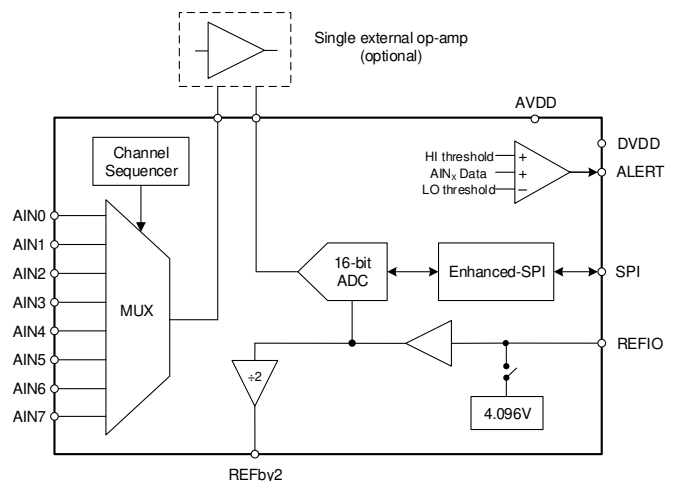 Single external op-amp
(optional)
AVDD
DVDD
Channel
Sequencer
HI threshold
+
AINx Data
+
LO threshold
–
ALERT
AIN0
AIN1
AIN2
AIN3
AIN4
AIN5
AIN6
AIN7
MUX
16-bit
ADC
Enhanced-SPI
SPI
REFIO
÷2
4.096V
REFby2